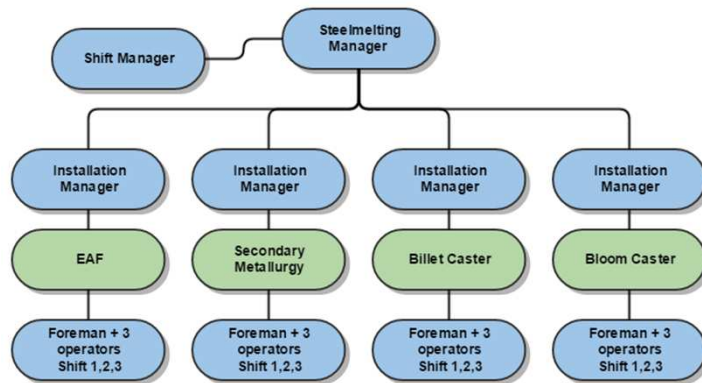 Steelmelting
Manager
Shift Manager
Installation
Manager
Installation
Manager
Installation
Manager
Installation
Manager
EAF
Secondary
Metallurgy
Billet Caster
Bloom Caster
Foreman + 3
operators
Shift 1,2,3
Foreman + 3
operators
Shift 1,2,3
Foreman + 3
operators
Shift 1,2,3
Foreman + 3
operators
Shift 1,2,3